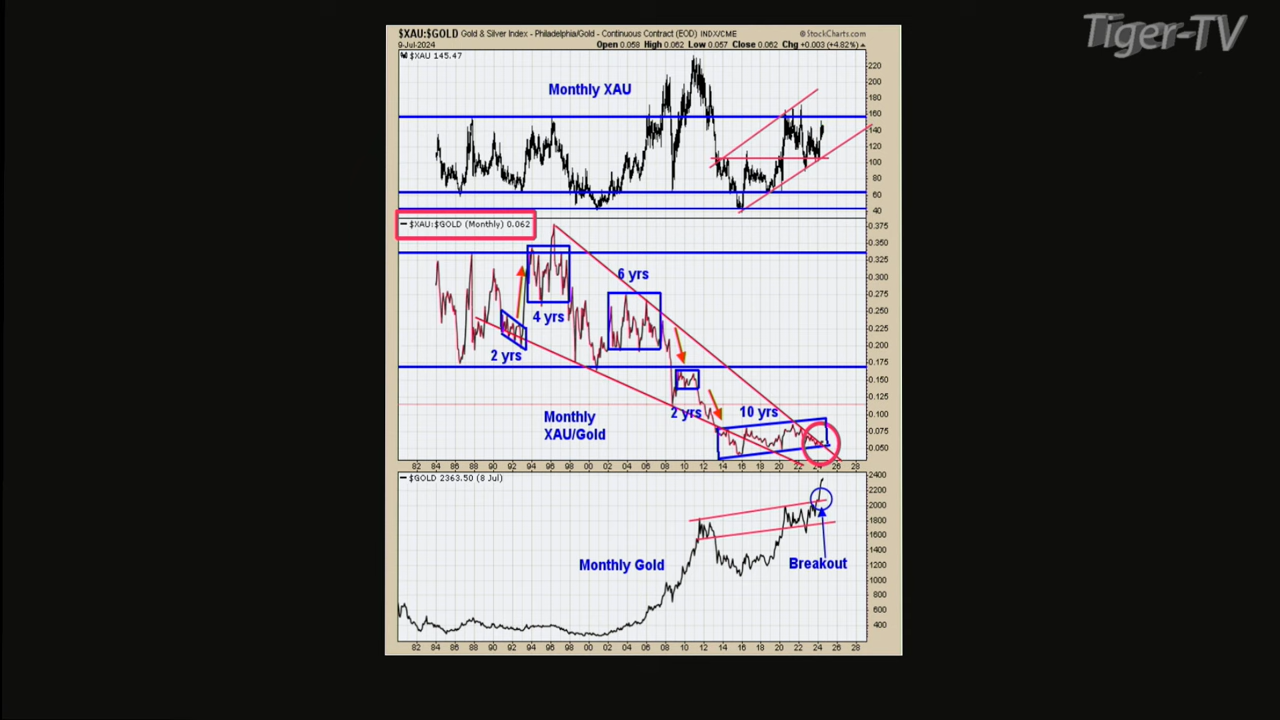 Tiger-TV
$XAU:$GOLD Gold & Silver Index - Philadelphia/Gold - Continuous Contract (EOD) INDX/CME
© StockCharts.com
9-Jul-2024
Open 0.058 High 0.062 Low 0.057 Close 0.062 Chg +0.003 (+4.82%)
$XAU 145.47
Monthly XAU
220
200
180
160
140
120
100
80
60
40
$XAU:$GOLD (Monthly) 0.062
0.375
0.350
0.325
0.300
0.275
0.250
0.225
0.200
0.175
0.150
0.125
0.100
0.075
0.050
6 yrs
4 yrs
2 yrs
2 yrs
10 yrs
Monthly
XAU/Gold
82 84 86 88 90 92 94 96 98 00 02 04 06 08 10 12 14 16 18 20 22 24 26 28
$GOLD 2363.50 (8 Jul)
2400
2200
2000
1800
1600
1400
1200
1000
800
600
400
Monthly Gold
Breakout
82 84 86 88 90 92 94 96 98 00 02 04 06 08 10 12 14 16 18 20 22 24 26 28